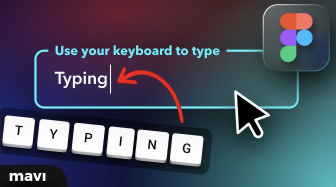 Use your keyboard to type
Typing
T Y P I N G
mavi